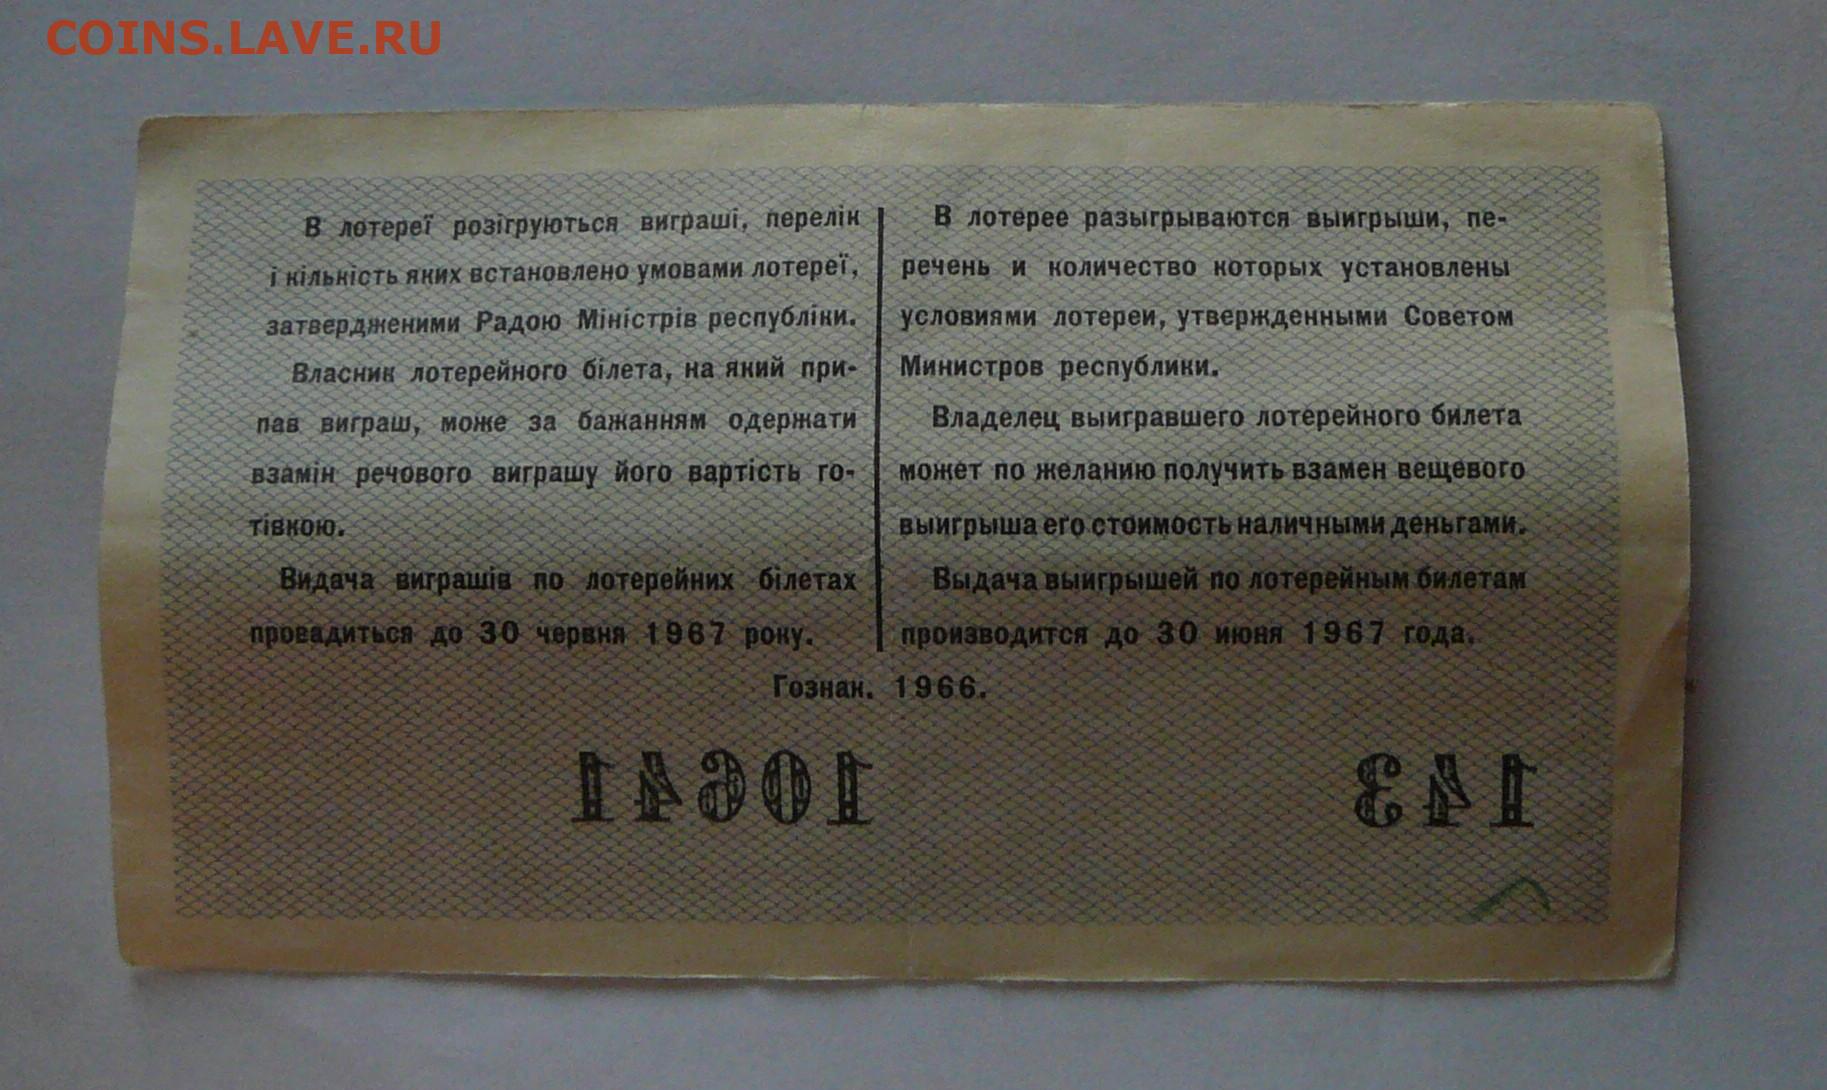 COINS.LAVE.RU
В лотереї розігруються виграші, перелік
і кількість яких встановлено умовами лотереї,
затвердженими Радою Міністрів республіки.
Власник лотерейного білета, на який при-
пав виграш, може за бажанням одержати
взамін речового виграшу його вартість го-
тівкою.
Видача виграшів по лотерейних білетах
провадиться до 30 червня 1967 року.
В лотерее разыгрываются выигрыши, пе-
речень и количество которых установлены
условиями лотереи, утвержденными Советом
Министров республики.
Владелец выигравшего лотерейного билета
может по желанию получить взамен вещевого
выигрыша его стоимость наличными деньгами.
Выдача выигрышей по лотерейным билетам
производится до 30 июня 1967 года.
Гознак. 1966.
10641
143